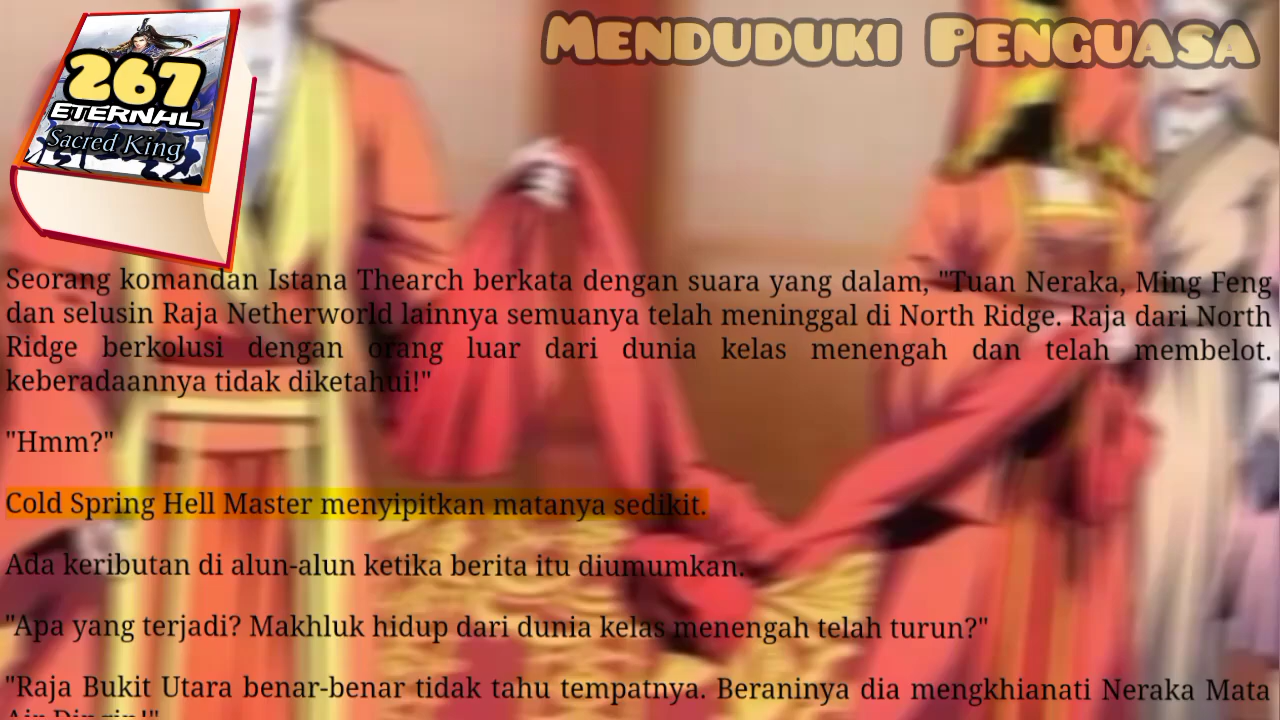 Menduduki Penguasa
267
ETERNAL
Sacred King
Seorang komandan Istana Thearch berkata dengan suara yang dalam, "Tuan Neraka, Ming Feng
dan selusin Raja Netherworld lainnya semuanya telah meninggal di North Ridge. Raja dari North
Ridge berkolusi dengan orang luar dari dunia kelas menengah dan telah membelot.
keberadaannya tidak diketahui!"
"Hmm?"
Cold Spring Hell Master menyipitkan matanya sedikit.
Ada keributan di alun-alun ketika berita itu diumumkan.
"Apa yang terjadi? Makhluk hidup dari dunia kelas menengah telah turun?"
"Raja Bukit Utara benar-benar tidak tahu tempatnya. Beraninya dia mengkhianati Neraka Mata
Air Dingin!"